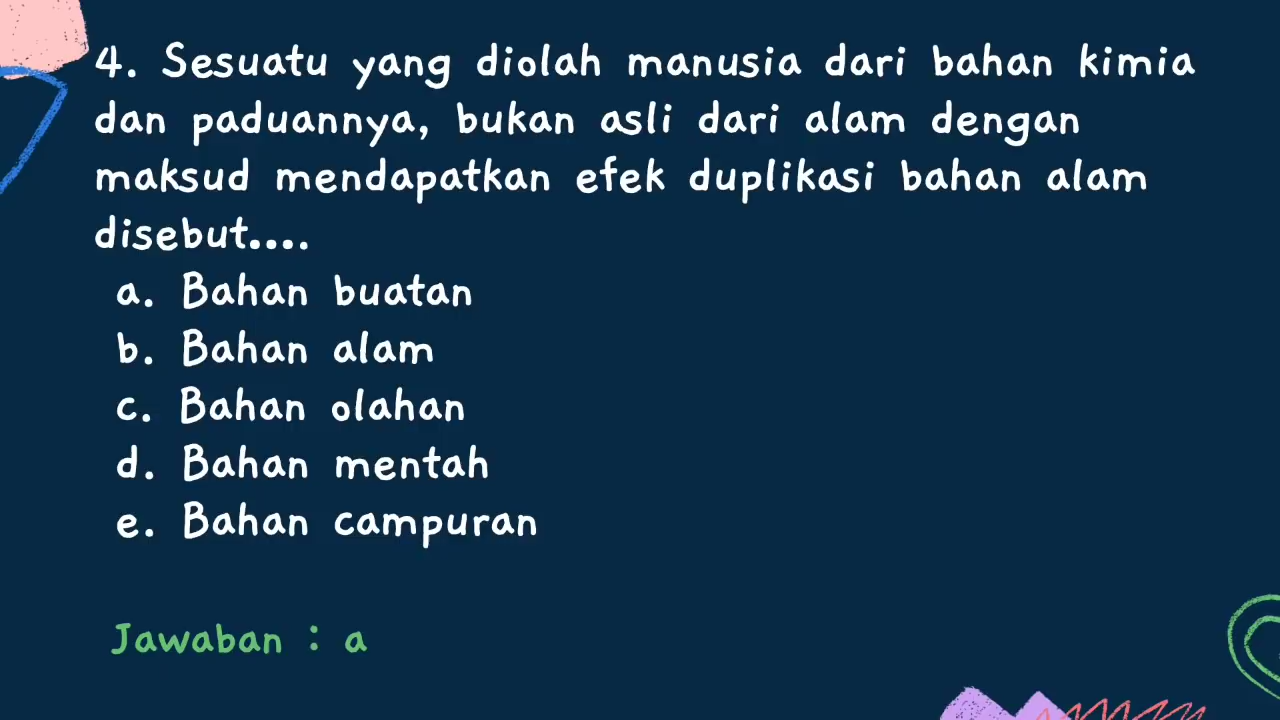 4. Sesuatu yang diolah manusia dari bahan kimia
dan paduannya, bukan asli dari alam dengan
maksud mendapatkan efek duplikasi bahan alam
disebut....
a. Bahan buatan
b. Bahan alam
c. Bahan olahan
d. Bahan mentah
e. Bahan campuran
Jawaban : a